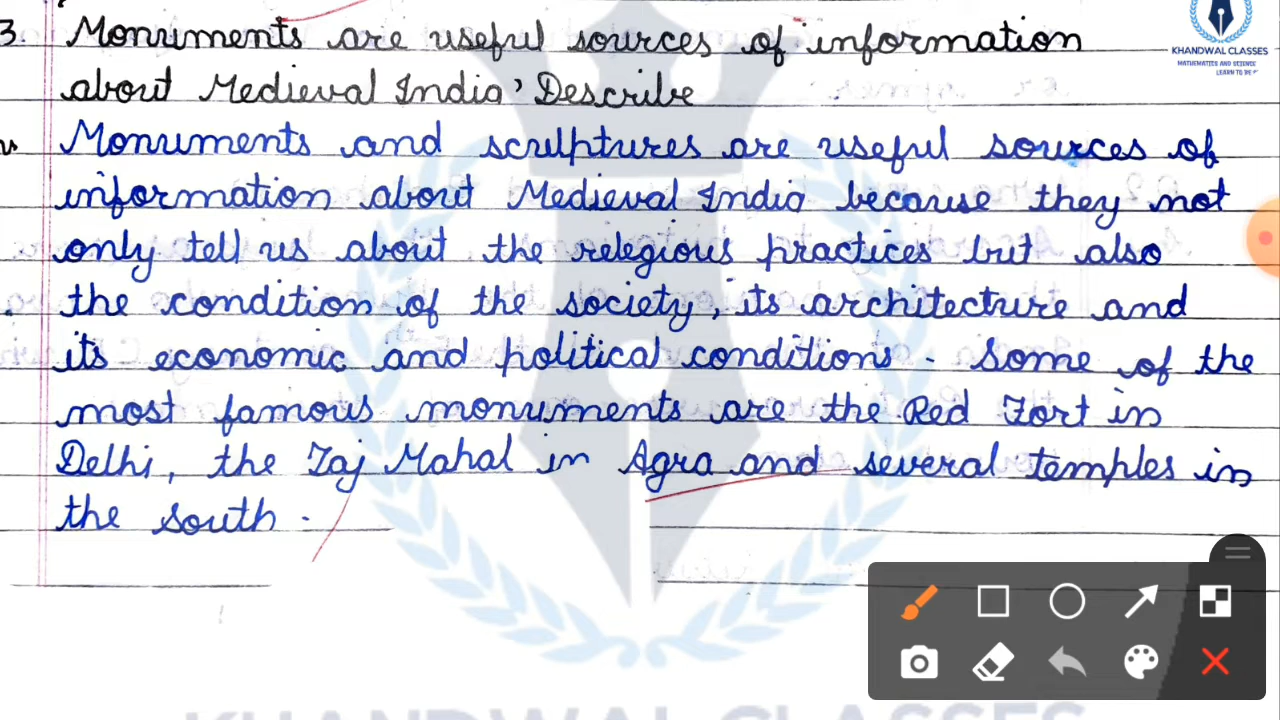 KHANDWAL CLASSES
MATHEMATICS AND SCIENCE
3. Monuments are useful sources of information
about Medieval India' Describe
Monuments and sculptures are useful sources of
information about Medieval India because they not
only tell us about the relegious practices but also
the condition of the society, its architecture and
its economic and political conditions. Some of the
most famous monuments are the Red Fort in
Delhi, the Taj Mahal in Agra and several temples in
the south.
KHANDWAL CLASSES